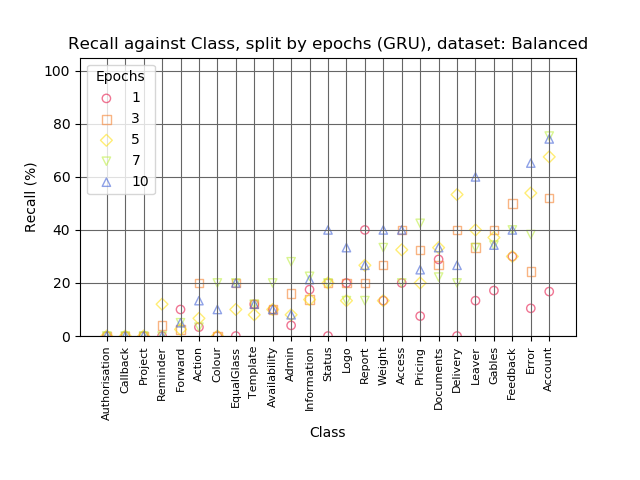 Recall against Class, split by epochs (GRU), dataset: Balanced
Epochs
1
3
5
7
10
Recall (%)
100
80
60
40
20
0
Authorisation
Callback
Project
Reminder
Forward
Action
Colour
EqualGlass
Template
Availability
Admin
Information
Status
Logo
Report
Weight
Access
Pricing
Documents
Delivery
Leaver
Gables
Feedback
Error
Account
Class